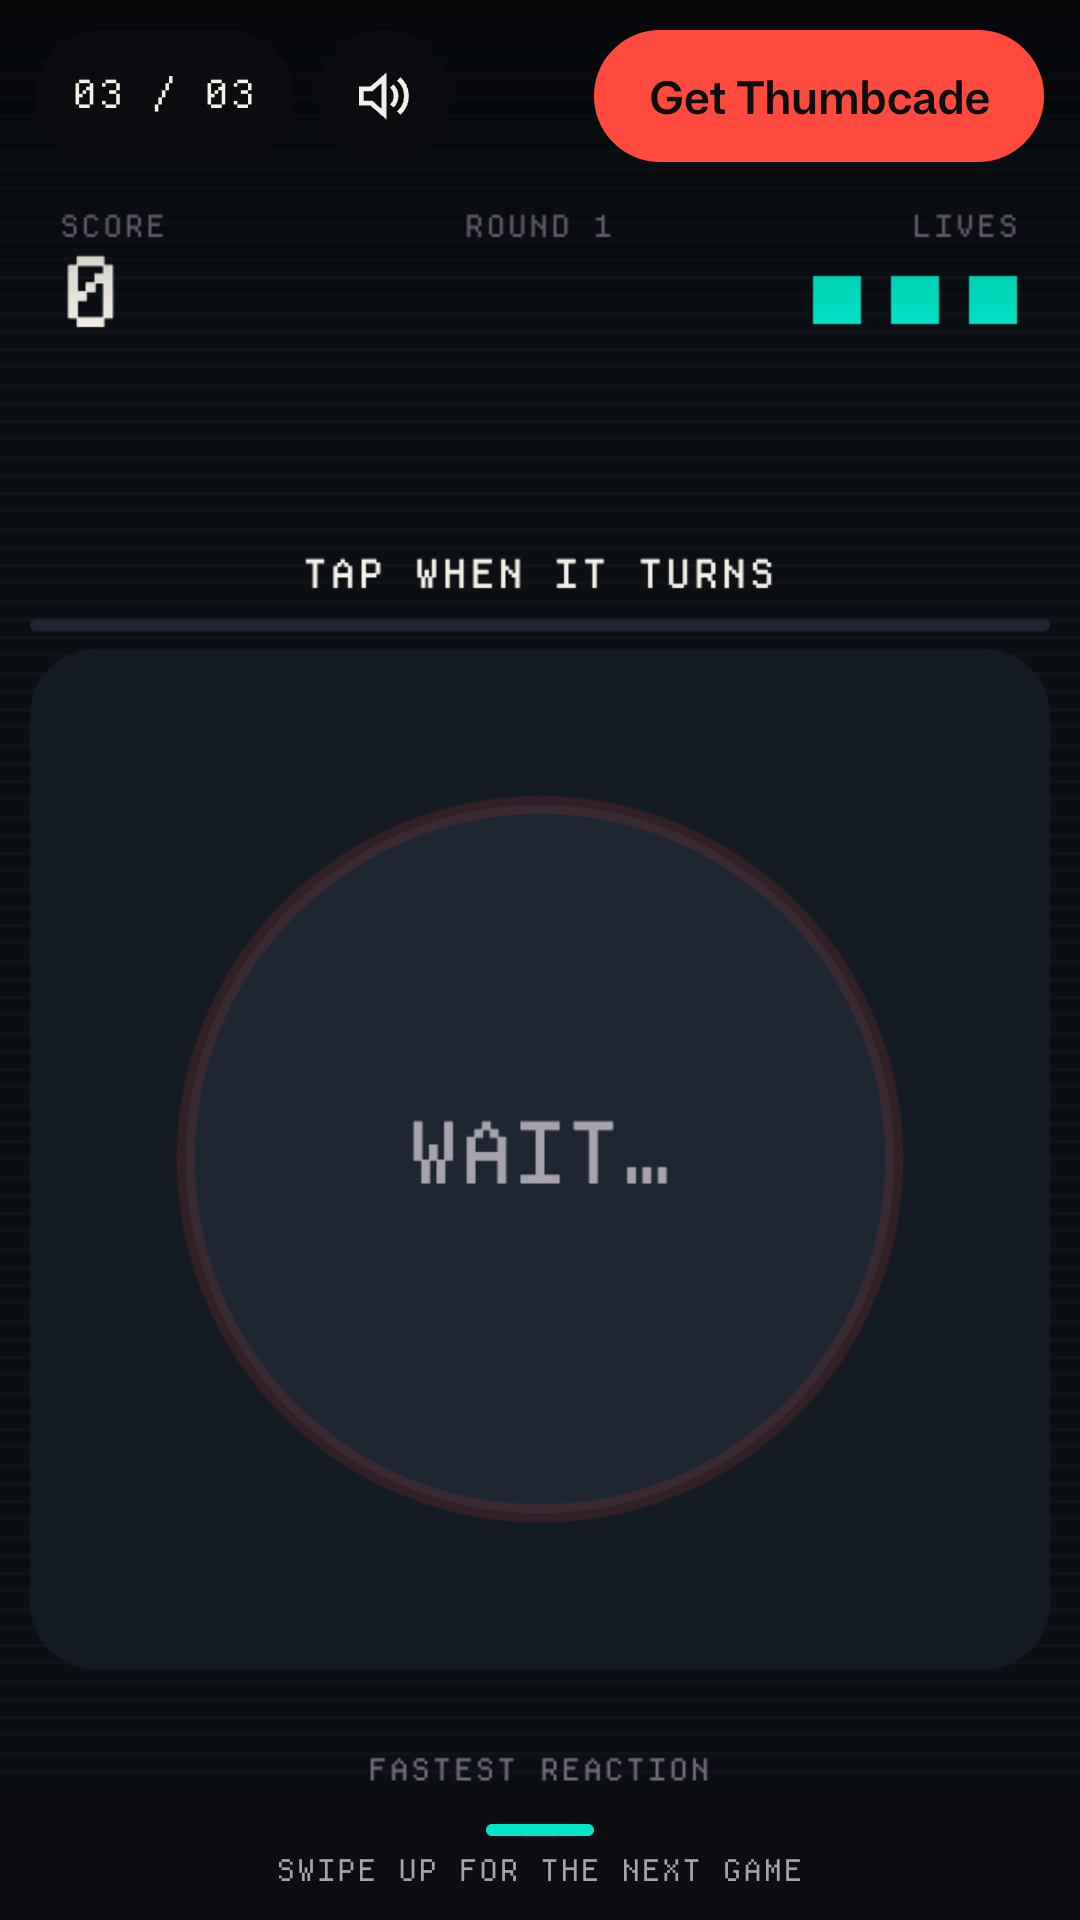 03 / 03
Get Thumbcade
SCORE
ROUND 1
LIVES
0
TAP WHEN IT TURNS
WAIT…
FASTEST REACTION
SWIPE UP FOR THE NEXT GAME